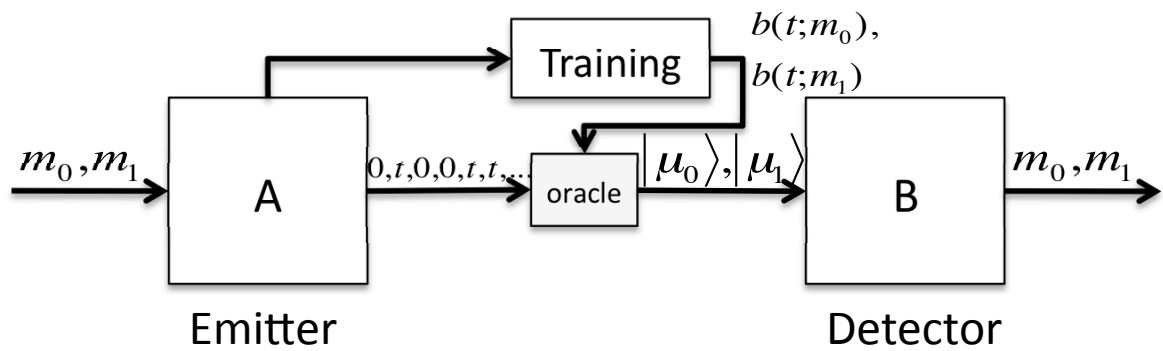 b(t;m₀),
Training
b(t;m₁)
m₀,m₁
0,t,0,0,t,t,...
|μ₀⟩,|μ₁⟩
m₀,m₁
A
oracle
B
Emitter
Detector